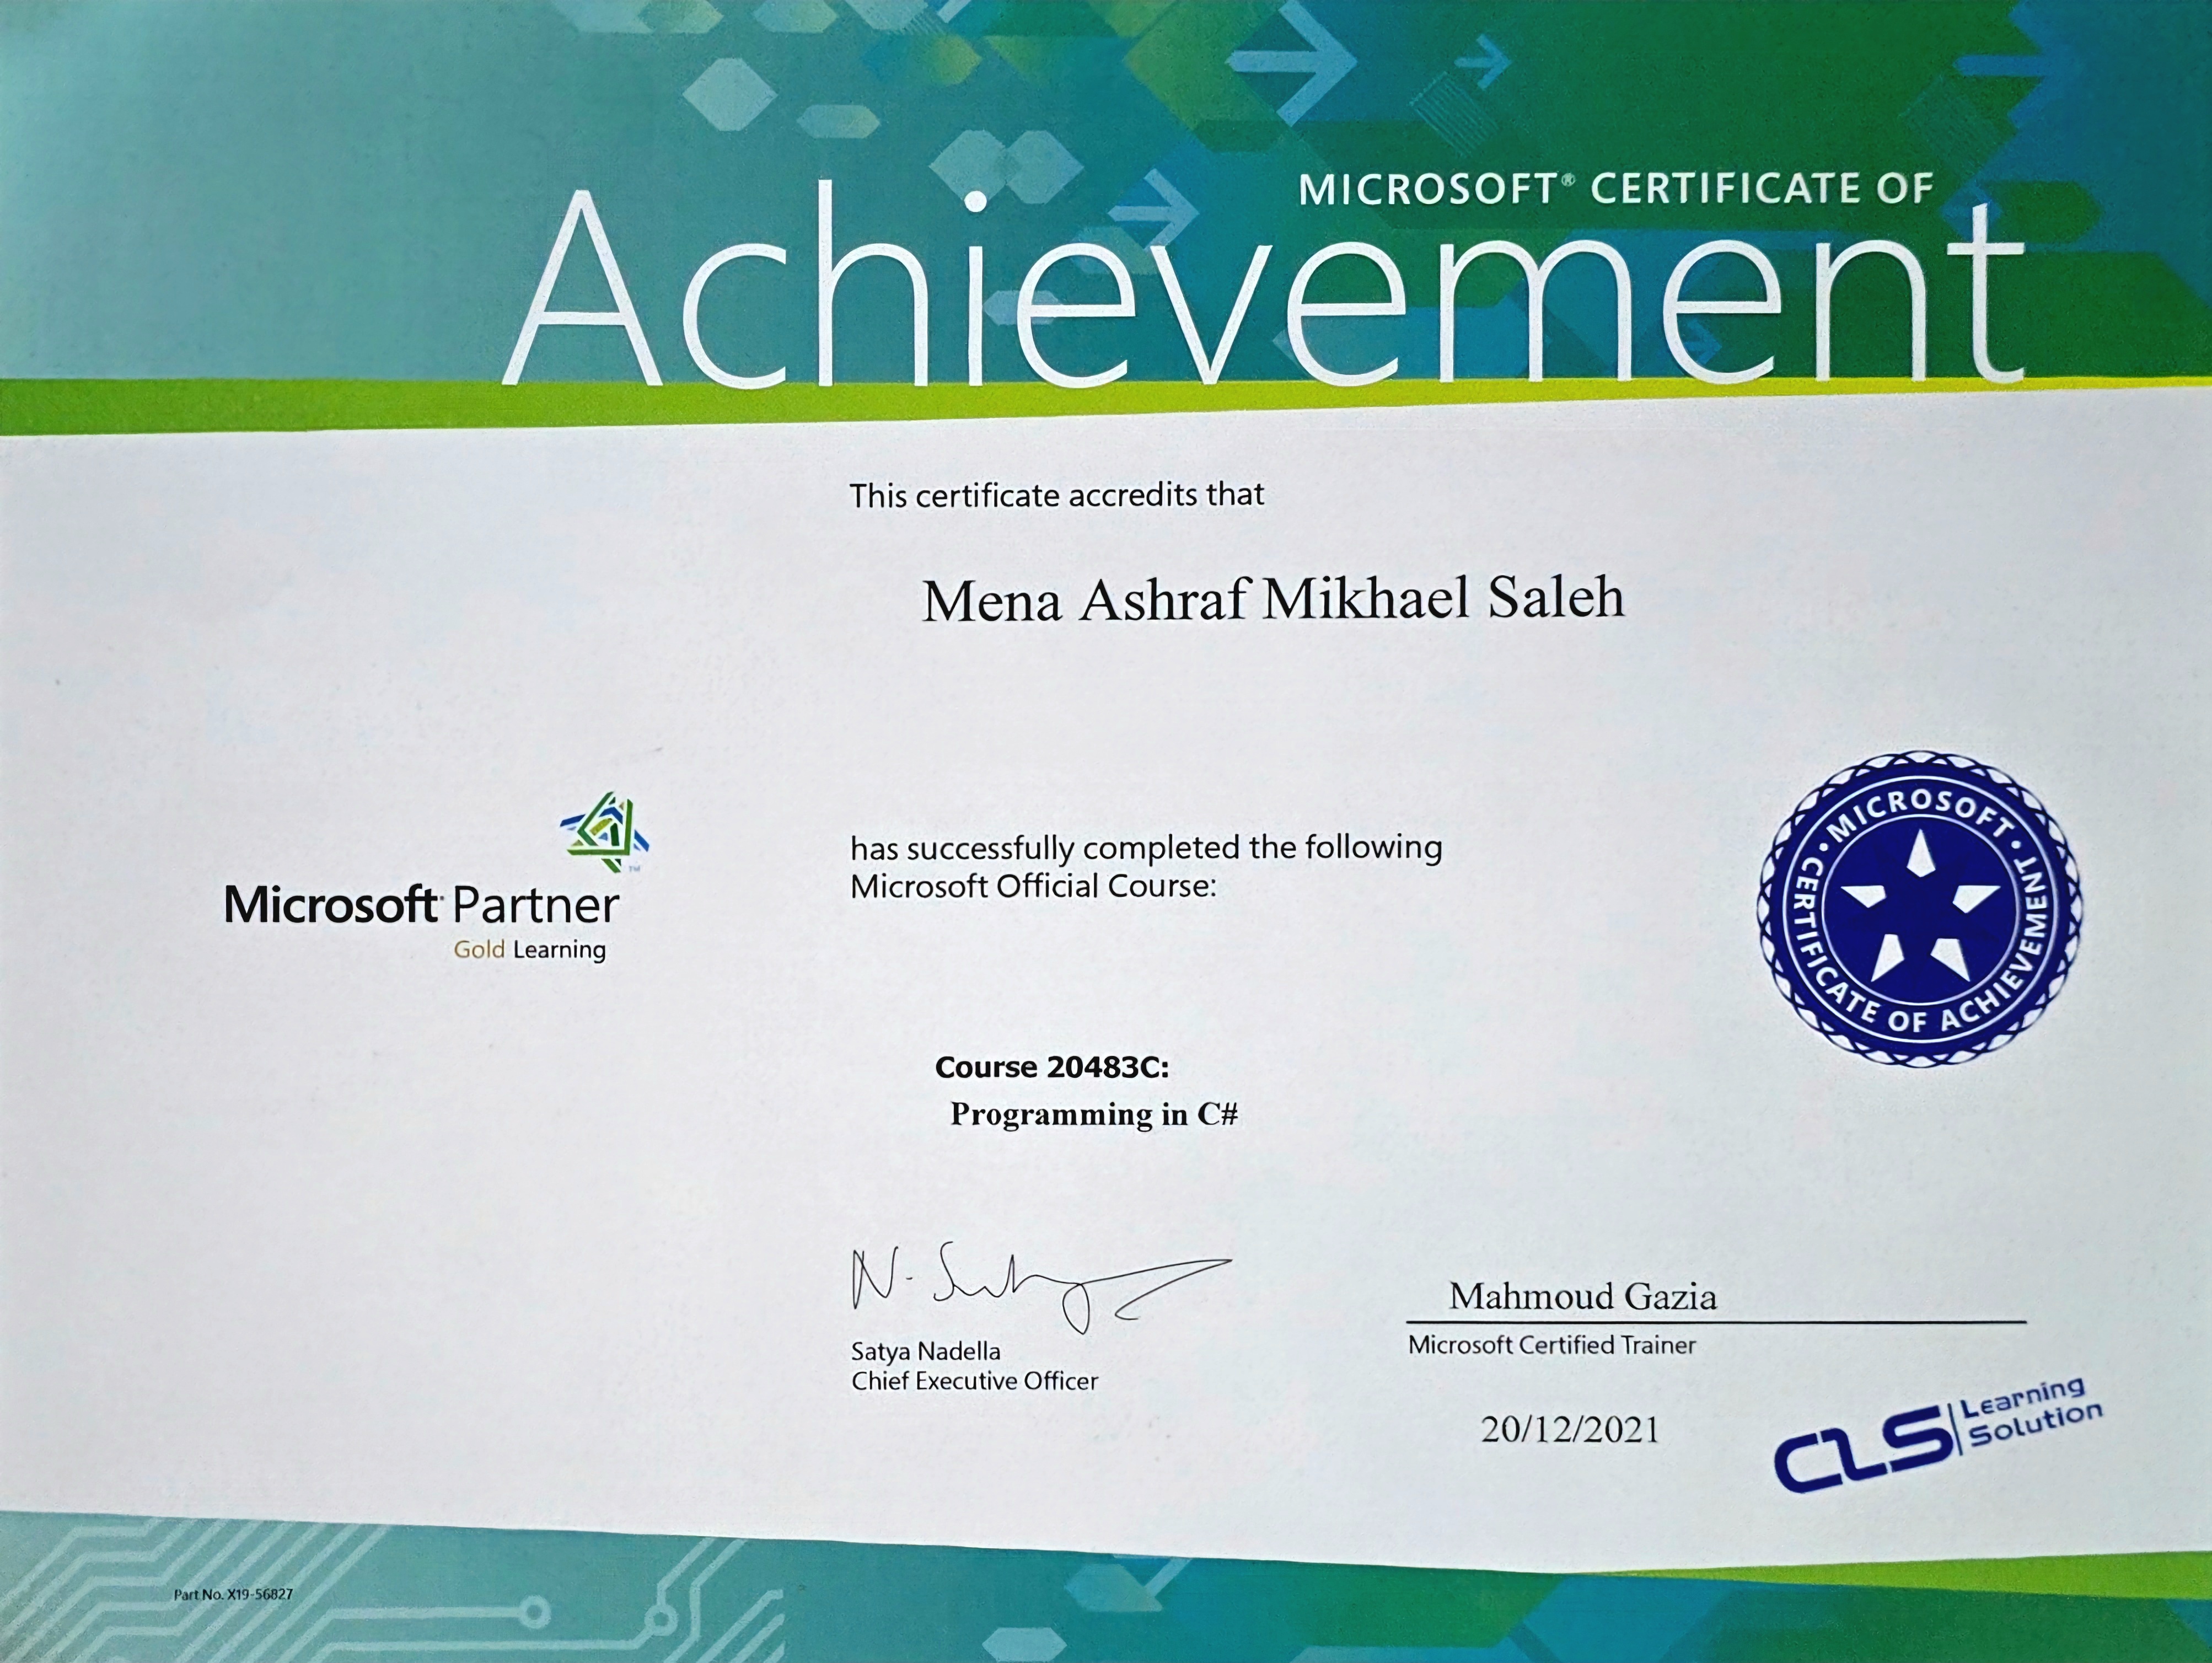 MICROSOFT® CERTIFICATE OF
Achievement
This certificate accredits that
Mena Ashraf Mikhael Saleh
Microsoft Partner
Gold Learning
™
has successfully completed the following
Microsoft Official Course:
MICROSOFT • CERTIFICATE OF ACHIEVEMENT •
Course 20483C:
Programming in C#
N. Satya
Satya Nadella
Chief Executive Officer
Mahmoud Gazia
Microsoft Certified Trainer
20/12/2021
CLS Learning
Solution
Part No. X19-56827